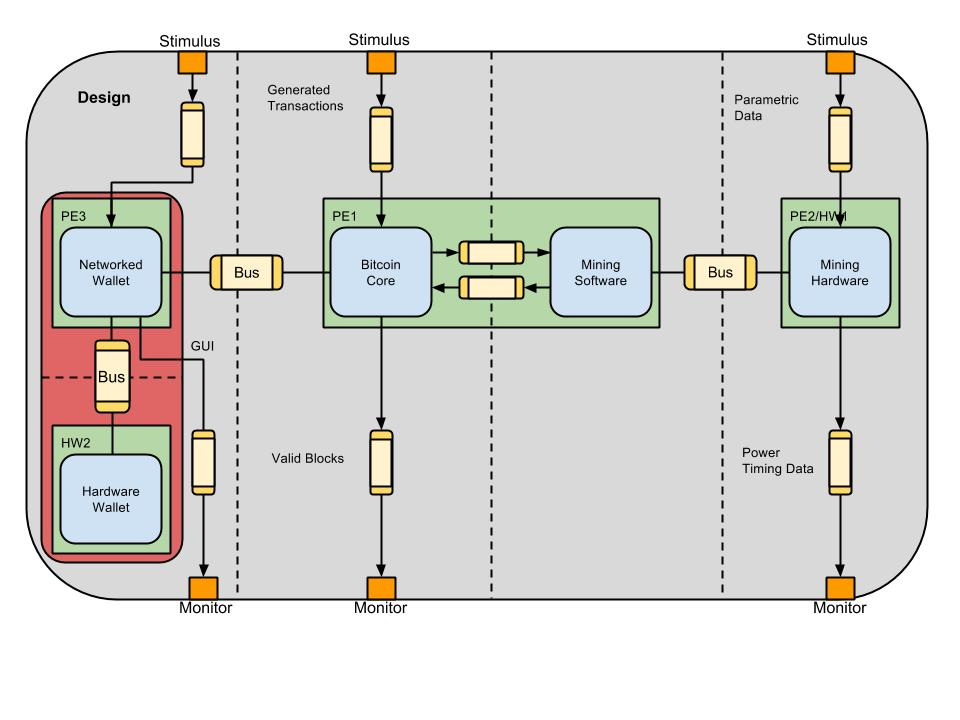 Stimulus
Stimulus
Stimulus
Design
Generated
Transactions
Parametric
Data
PE3
PE1
PE2/HW1
Networked
Wallet
Bus
Bitcoin
Core
Mining
Software
Bus
Mining
Hardware
GUI
Bus
HW2
Hardware
Wallet
Valid Blocks
Power
Timing Data
Monitor
Monitor
Monitor